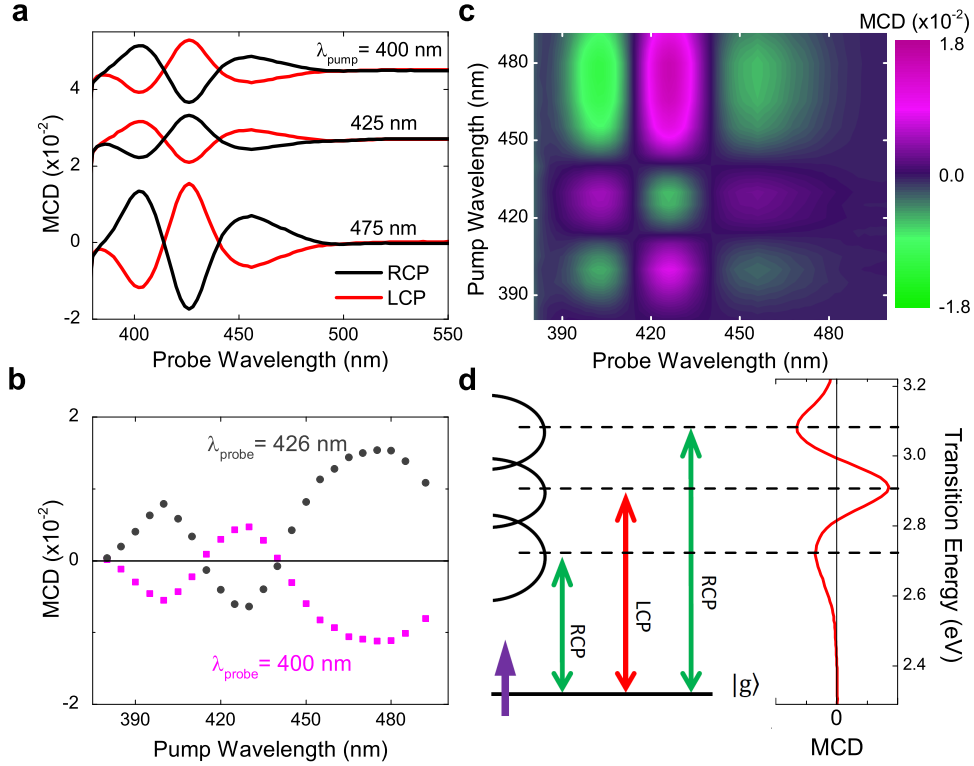 a
λpump = 400 nm
425 nm
475 nm
RCP
LCP
4
2
0
-2
MCD (x10-2)
400
450
500
550
Probe Wavelength (nm)
c
MCD (x10-2)
1.8
0.0
-1.8
480
450
420
390
Pump Wavelength (nm)
390
420
450
480
Probe Wavelength (nm)
b
λprobe= 426 nm
λprobe= 400 nm
2
0
-2
MCD (x10-2)
390
420
450
480
Pump Wavelength (nm)
d
RCP
LCP
RCP
|g⟩
3.2
3.0
2.8
2.6
2.4
Transition Energy (eV)
0
MCD